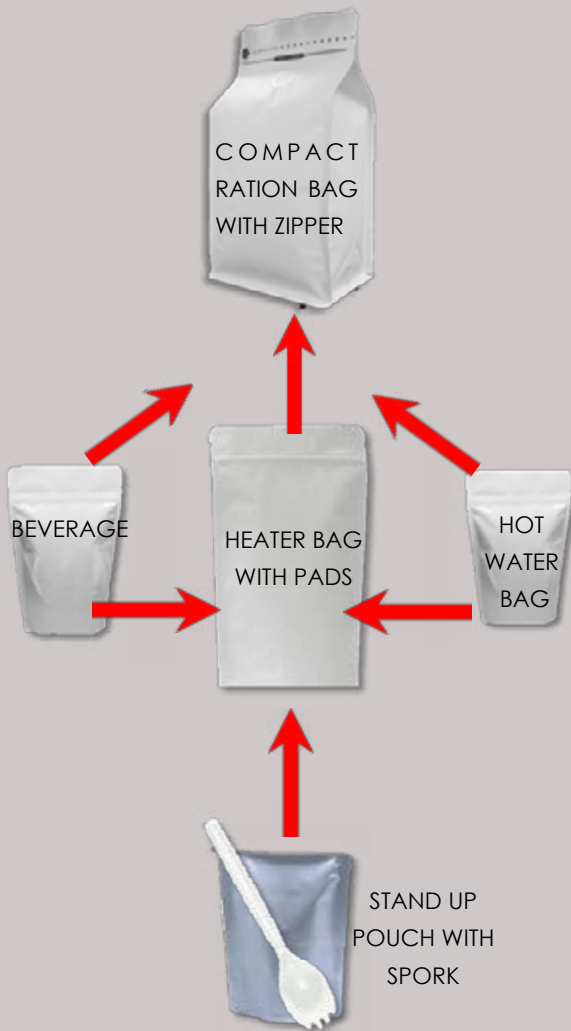 COMPACT
RATION BAG
WITH ZIPPER
BEVERAGE
HEATER BAG
WITH PADS
HOT
WATER
BAG
STAND UP
POUCH WITH
SPORK